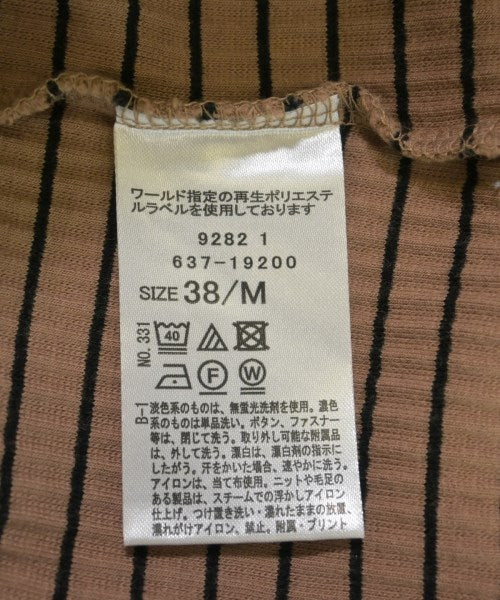 ワールド指定の再生ポリエステ
ルラベルを使用しております
9282 1
637-19200
SIZE 38/M
NO.331
40
F
W
B-1
淡色系のものは、無蛍光洗剤を使用。濃色
系のものは単品洗い。ボタン、ファスナー
等は、閉じて洗う。取り外し可能な附属品
は、外して洗う。漂白は、漂白剤の指示に
したがう。汗をかいた場合、速やかに洗う。
アイロンは、当て布使用。ニットや毛足の
ある製品は、スチームでの浮かしアイロン
仕上げ。つけ置き洗い・濡れたままの放置、
濡れがけアイロン、禁止。附属・プリント